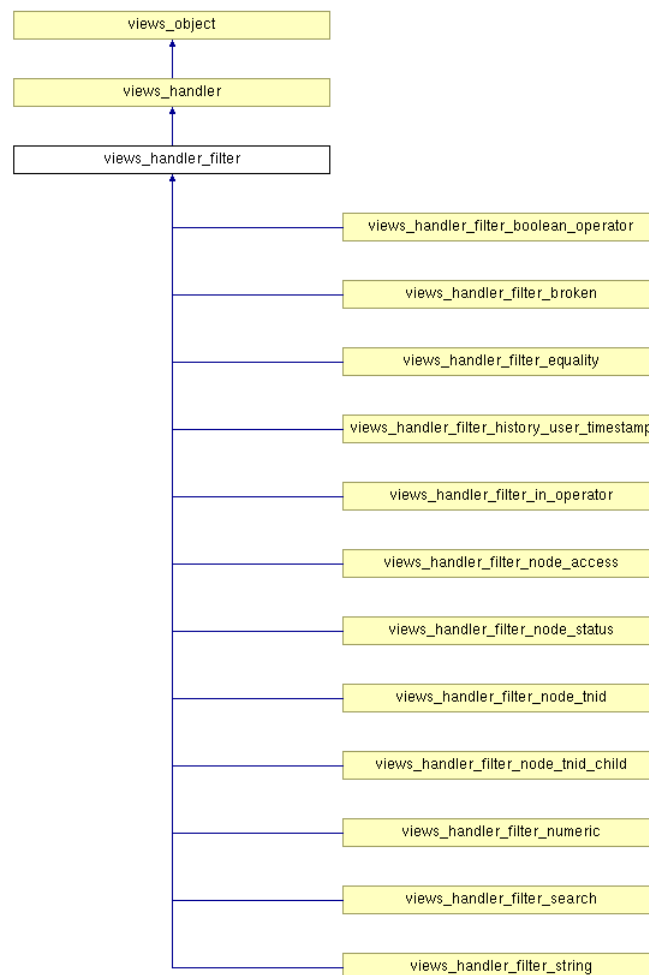 views_object
views_handler
views_handler_filter
views_handler_filter_boolean_operator
views_handler_filter_broken
views_handler_filter_equality
views_handler_filter_history_user_timestamp
views_handler_filter_in_operator
views_handler_filter_node_access
views_handler_filter_node_status
views_handler_filter_node_tnid
views_handler_filter_node_tnid_child
views_handler_filter_numeric
views_handler_filter_search
views_handler_filter_string